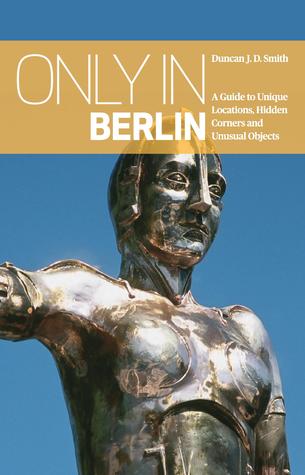 Duncan J. D. Smith
ONLY IN
BERLIN
A Guide to Unique
Locations, Hidden
Corners and
Unusual Objects